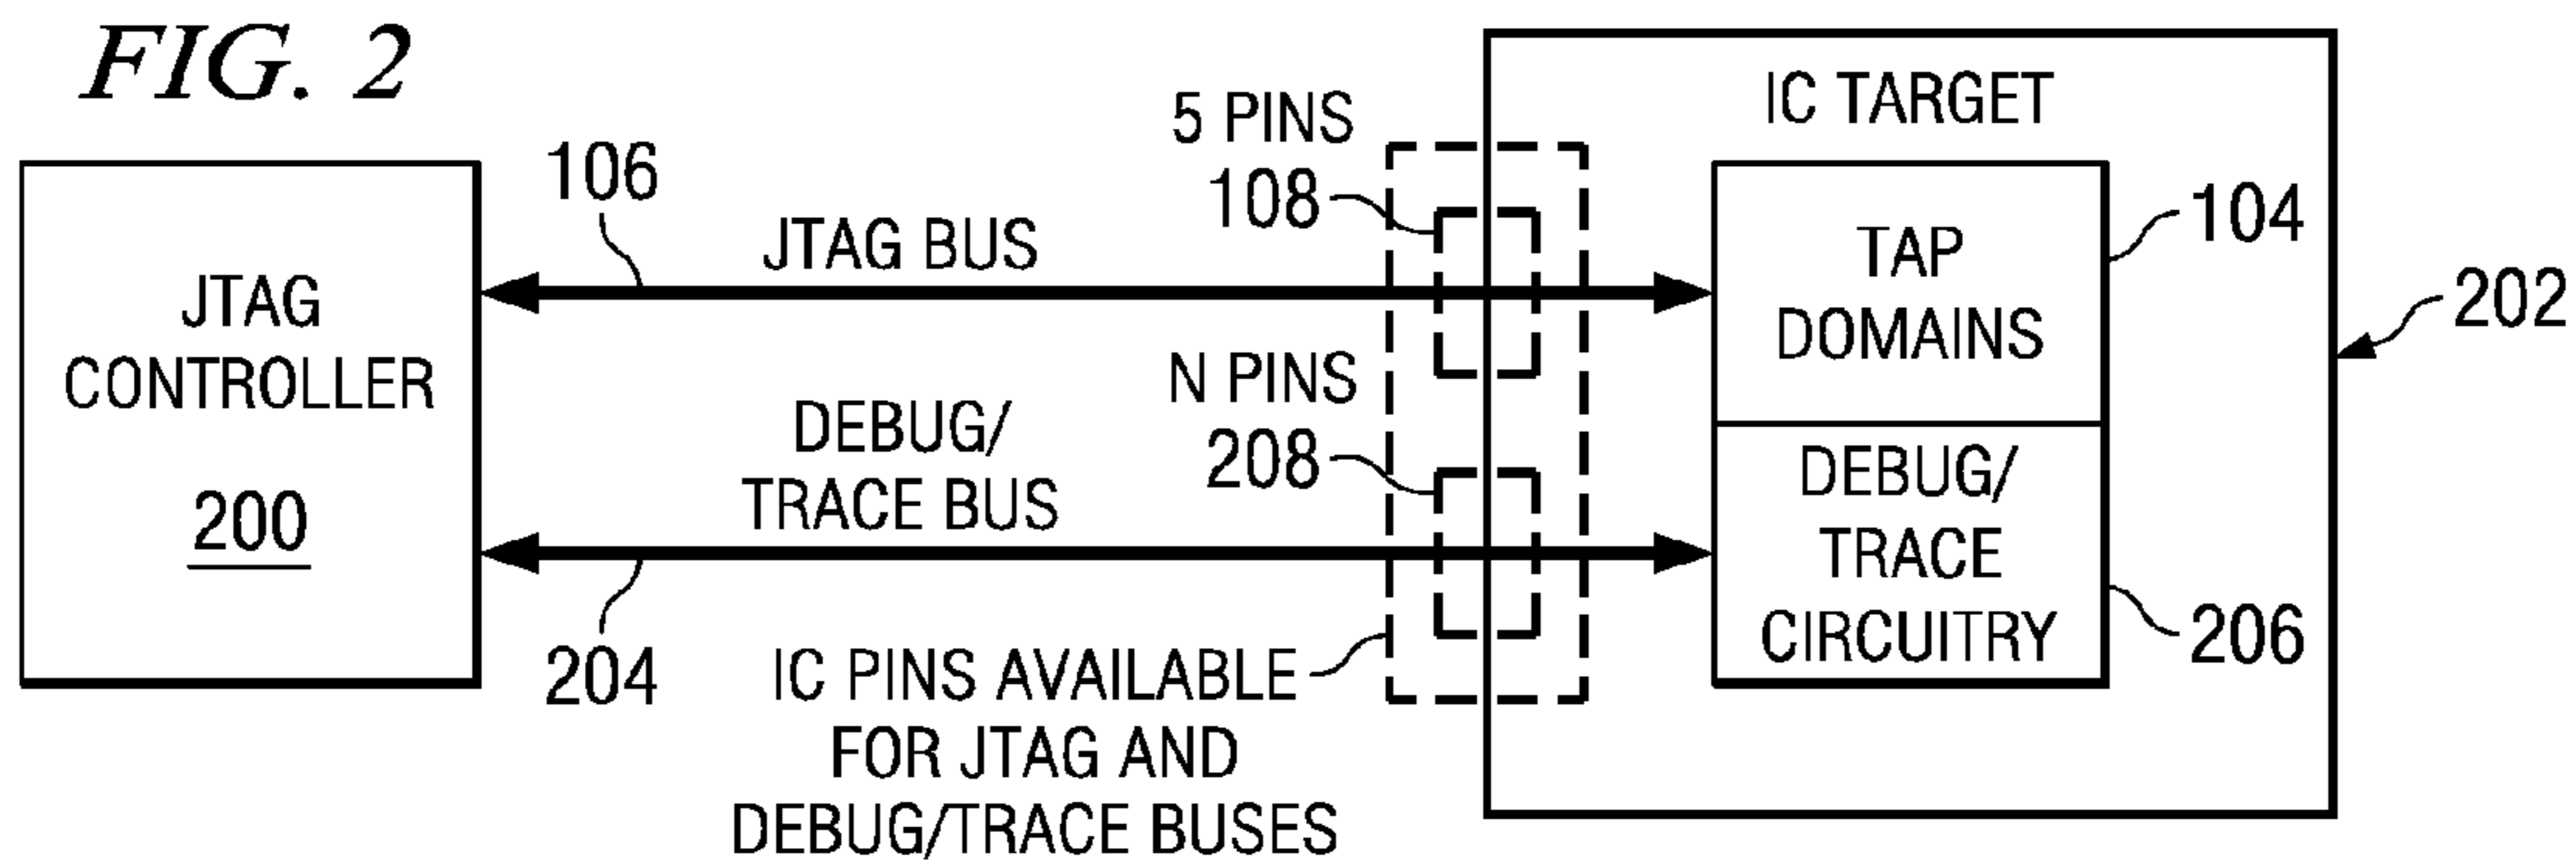 FIG. 2
JTAG
CONTROLLER
200
106
JTAG BUS
DEBUG/
TRACE BUS
204
5 PINS
108
N PINS
208
IC PINS AVAILABLE
FOR JTAG AND
DEBUG/TRACE BUSES
IC TARGET
TAP
DOMAINS
104
DEBUG/
TRACE
CIRCUITRY
206
202